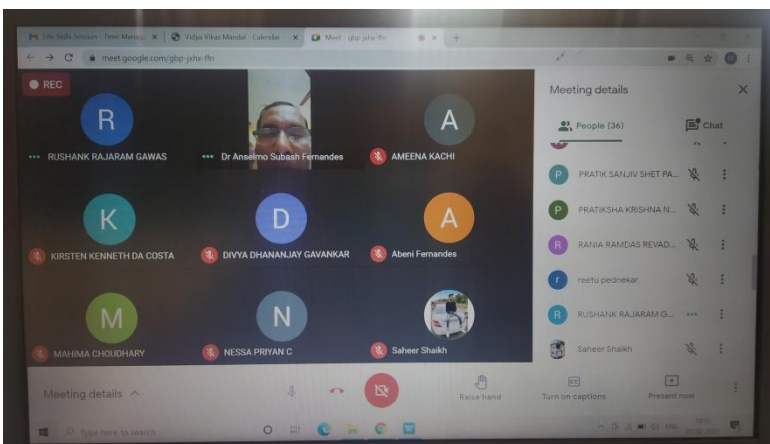 Life Skills Session - Time Manag
Vidya Vikas Mandal - Calendar -
Meet - gbp-jxhx-ffn
meet.google.com/gbp-jxhx-ffn
REC
R
RUSHANK RAJARAM GAWAS
Dr Anselmo Subash Fernandes
A
AMEENA KACHI
K
KIRSTEN KENNETH DA COSTA
D
DIVYA DHANANJAY GAVANKAR
A
Abeni Fernandes
M
MAHIMA CHOUDHARY
N
NESSA PRIYAN C
Saheer Shaikh
Meeting details
People (36)
Chat
P PRATIK SANJIV SHET PA...
P PRATIKSHA KRISHNA N...
R RANIA RAMDAS REVAD...
r reetu pednekar
R RUSHANK RAJARAM G...
Saheer Shaikh
Meeting details
Raise hand
Turn on captions
Present now
Type here to search
ENG